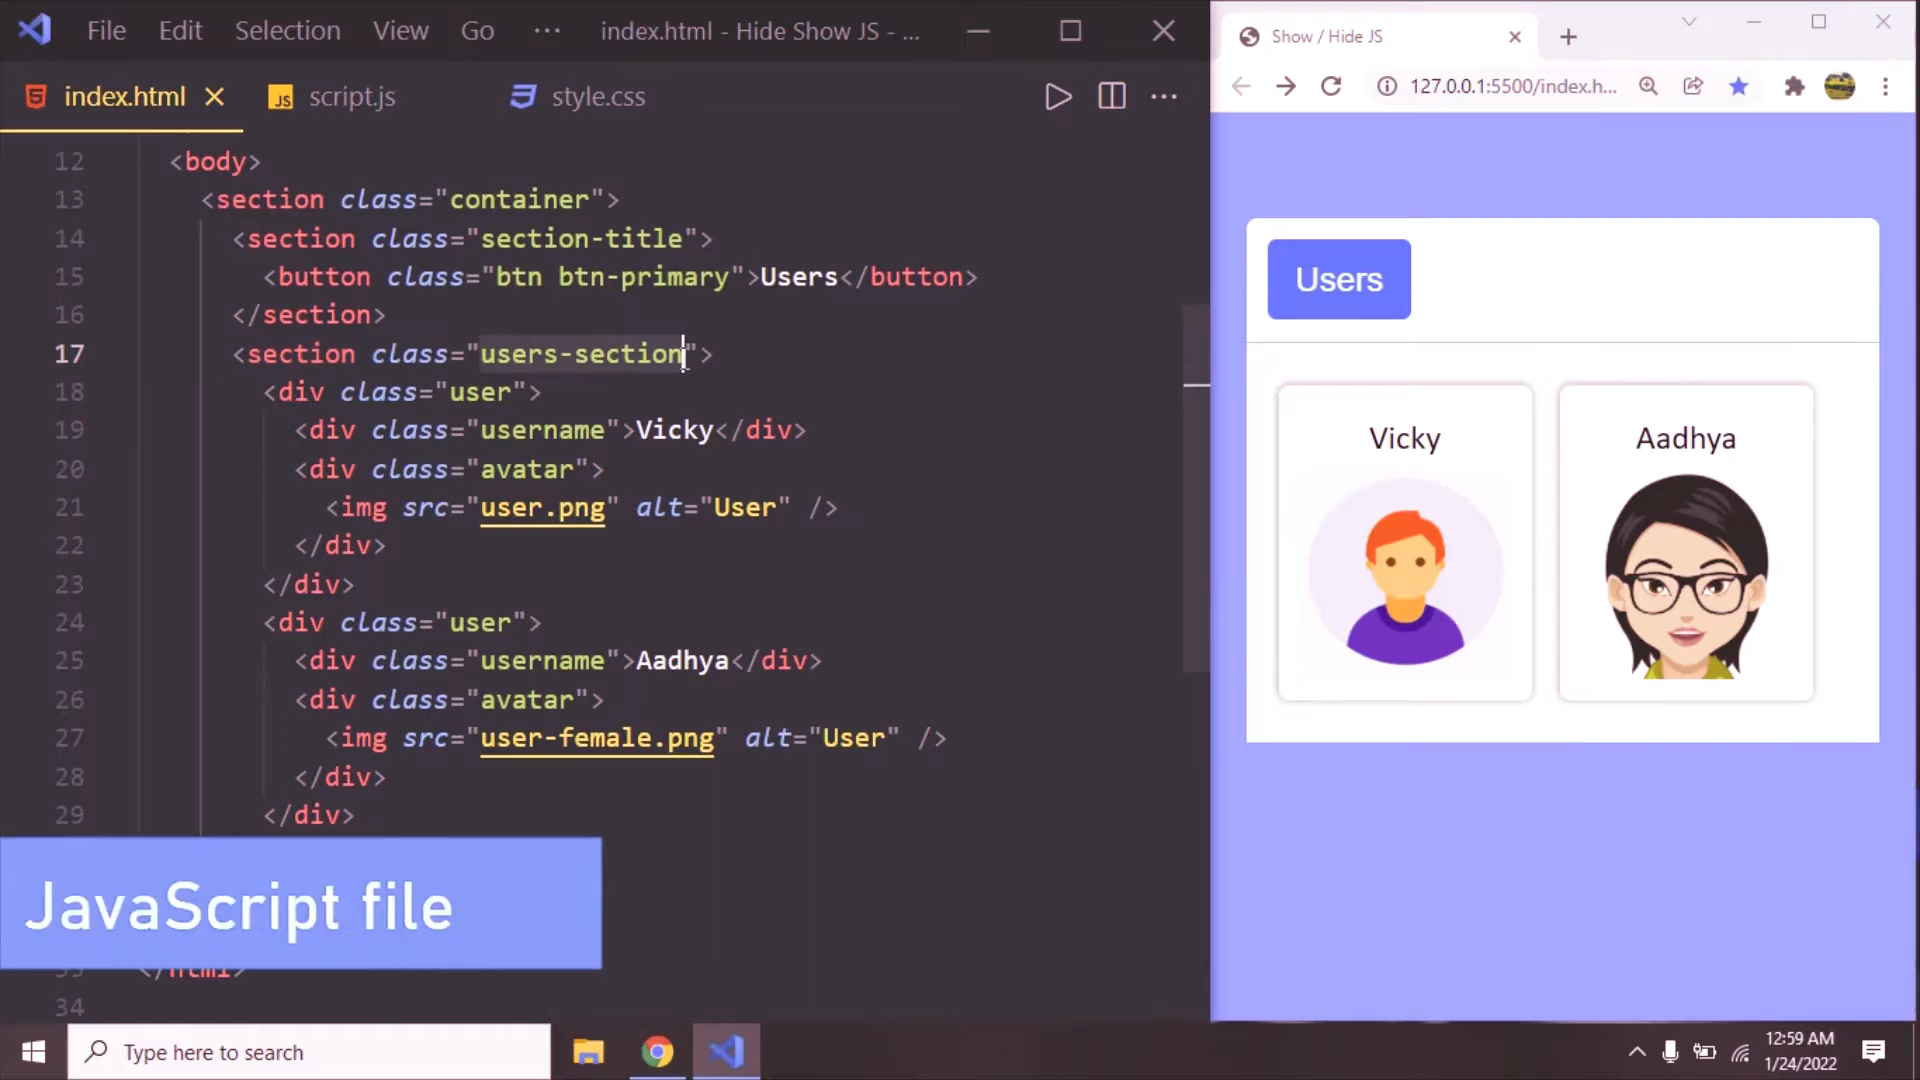 File Edit Selection View Go ··· index.html - Hide Show JS - ...
index.html JS script.js style.css
12 <body>
13 <section class="container">
14 <section class="section-title">
15 <button class="btn btn-primary">Users</button>
16 </section>
17 <section class="users-section">
18 <div class="user">
19 <div class="username">Vicky</div>
20 <div class="avatar">
21 <img src="user.png" alt="User" />
22 </div>
23 </div>
24 <div class="user">
25 <div class="username">Aadhya</div>
26 <div class="avatar">
27 <img src="user-female.png" alt="User" />
28 </div>
29 </div>
JavaScript file
34
Show / Hide JS
127.0.0.1:5500/index.h...
Users
Vicky
Aadhya
Type here to search
12:59 AM
1/24/2022